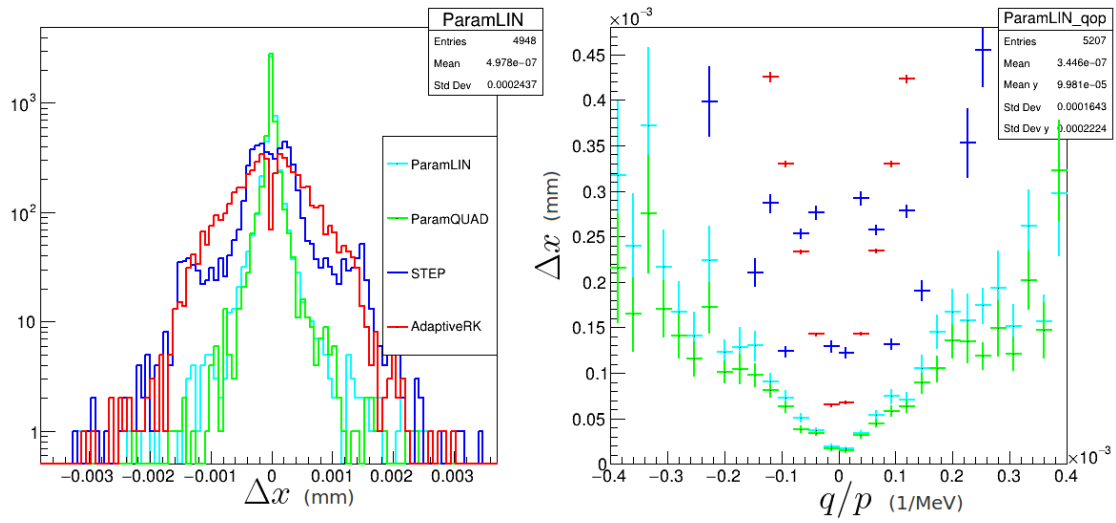 ParamLIN
Entries 4948
Mean 4.978e-07
Std Dev 0.0002437
10³
10²
10
1
ParamLIN
ParamQUAD
STEP
AdaptiveRK
−0.003 −0.002 −0.001 0 0.001 0.002 0.003
Δx (mm)
×10⁻³
ParamLIN_qop
Entries 5207
Mean 3.446e-07
Mean y 9.981e-05
Std Dev 0.0001643
Std Dev y 0.0002224
0.45
0.4
0.35
0.3
0.25
0.2
0.15
0.1
0.05
0
Δx (mm)
−0.4 −0.3 −0.2 −0.1 0 0.1 0.2 0.3 0.4
×10⁻³
q/p (1/MeV)